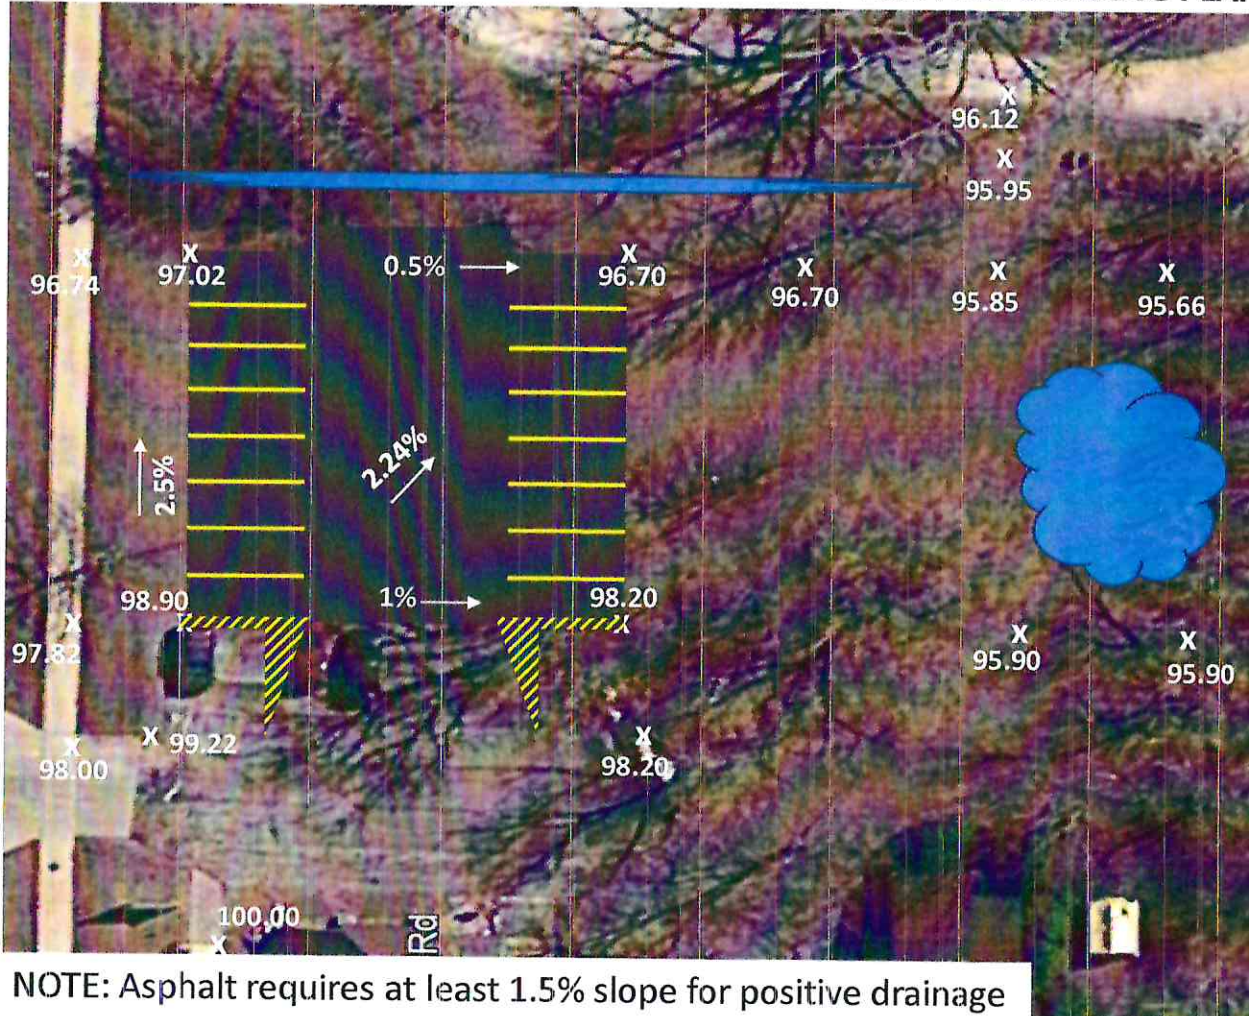 96.12
X
95.95
X
X
96.74
X
97.02
0.5%
X
96.70
X
96.70
X
95.85
X
95.66
2.5%
2.24%
98.90
1%
98.20
X
X
97.82
X
X
95.90
X
95.90
X
98.00
X 99.22
X
98.20
100.00
X
Rd
NOTE: Asphalt requires at least 1.5% slope for positive drainage